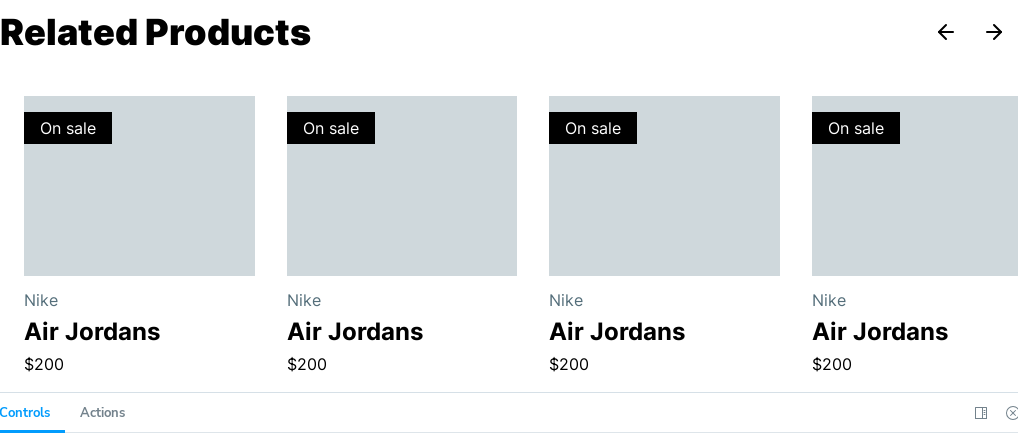 Related Products
On sale On sale On sale On sale
Nike Nike Nike Nike
Air Jordans Air Jordans Air Jordans Air Jordans
$200 $200 $200 $200
Controls Actions